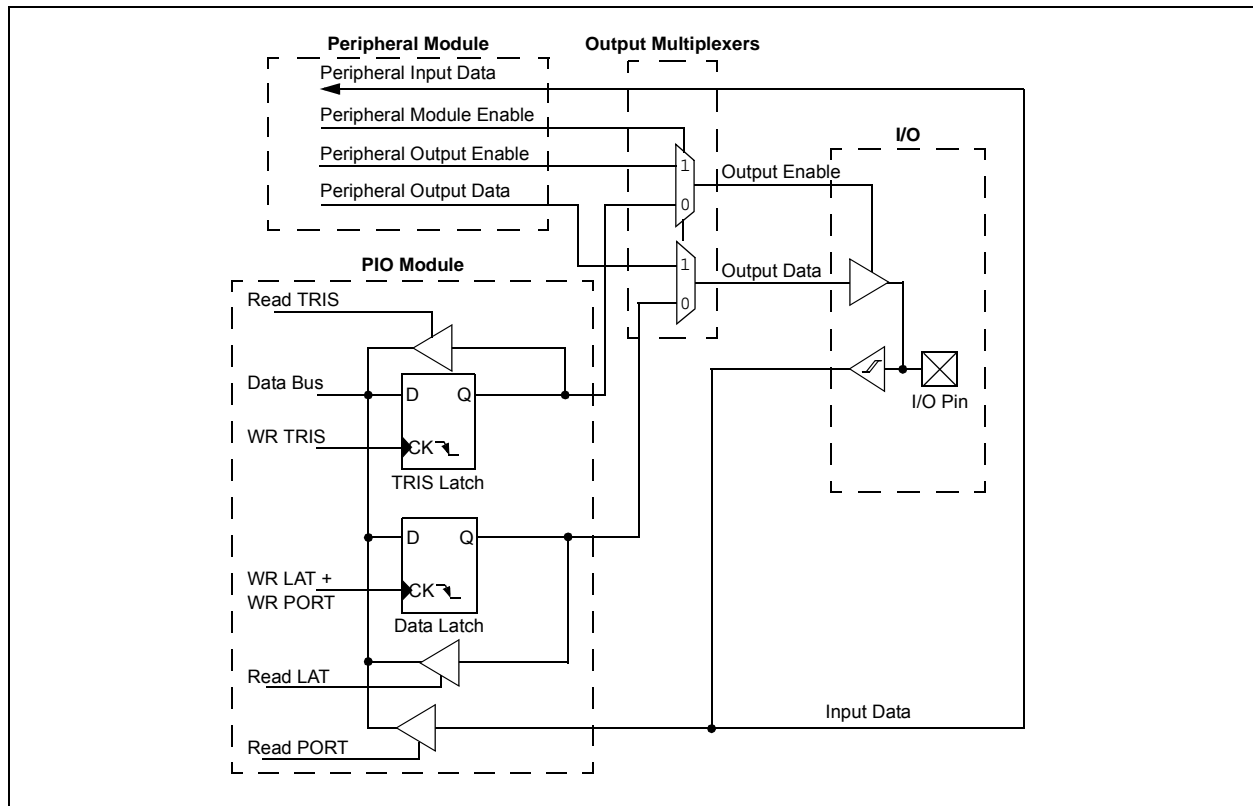 Peripheral Module
Output Multiplexers
Peripheral Input Data
Peripheral Module Enable
Peripheral Output Enable
Peripheral Output Data
1
0
Output Enable
I/O
1
0
Output Data
I/O Pin
PIO Module
Read TRIS
Data Bus
D Q
WR TRIS
CK
TRIS Latch
D Q
WR LAT +
WR PORT
CK
Data Latch
Read LAT
Read PORT
Input Data